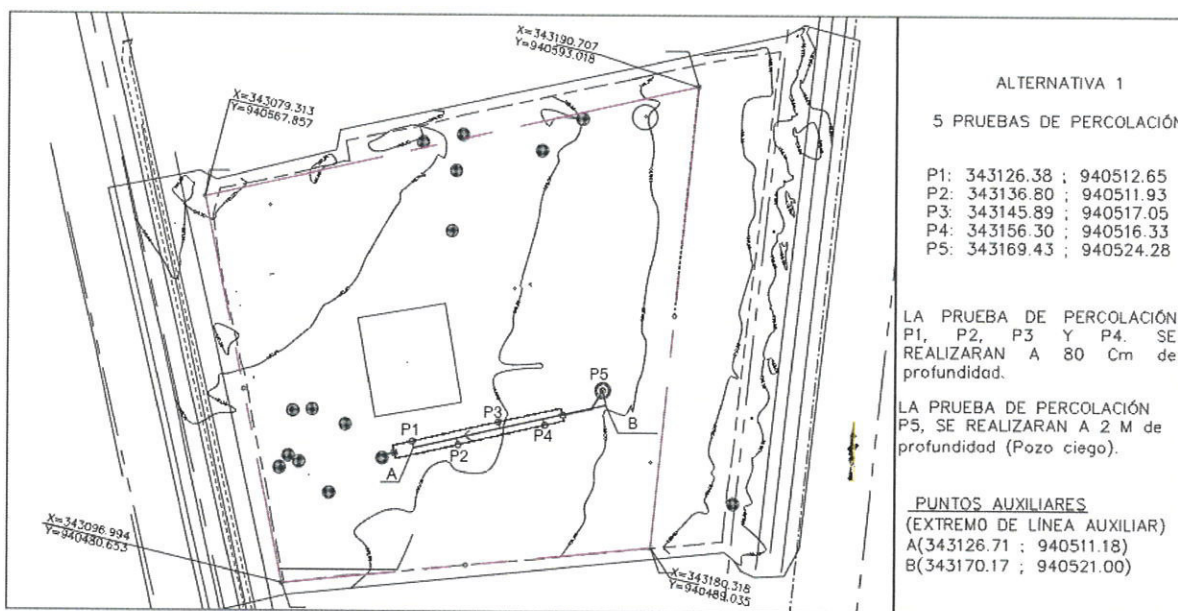 X=343190.707
Y=940593.018
X=343079.313
Y=940567.857
P5
P3
P1
P4
P2
B
A
X=343096.994
Y=940480.653
X=343180.318
Y=940489.035
ALTERNATIVA 1
5 PRUEBAS DE PERCOLACIÓN
P1: 343126.38 ; 940512.65
P2: 343136.80 ; 940511.93
P3: 343145.89 ; 940517.05
P4: 343156.30 ; 940516.33
P5: 343169.43 ; 940524.28
LA PRUEBA DE PERCOLACIÓN
P1, P2, P3 Y P4. SE
REALIZARAN A 80 Cm de
profundidad.
LA PRUEBA DE PERCOLACIÓN
P5, SE REALIZARAN A 2 M de
profundidad (Pozo ciego).
PUNTOS AUXILIARES
(EXTREMO DE LÍNEA AUXILIAR)
A(343126.71 ; 940511.18)
B(343170.17 ; 940521.00)